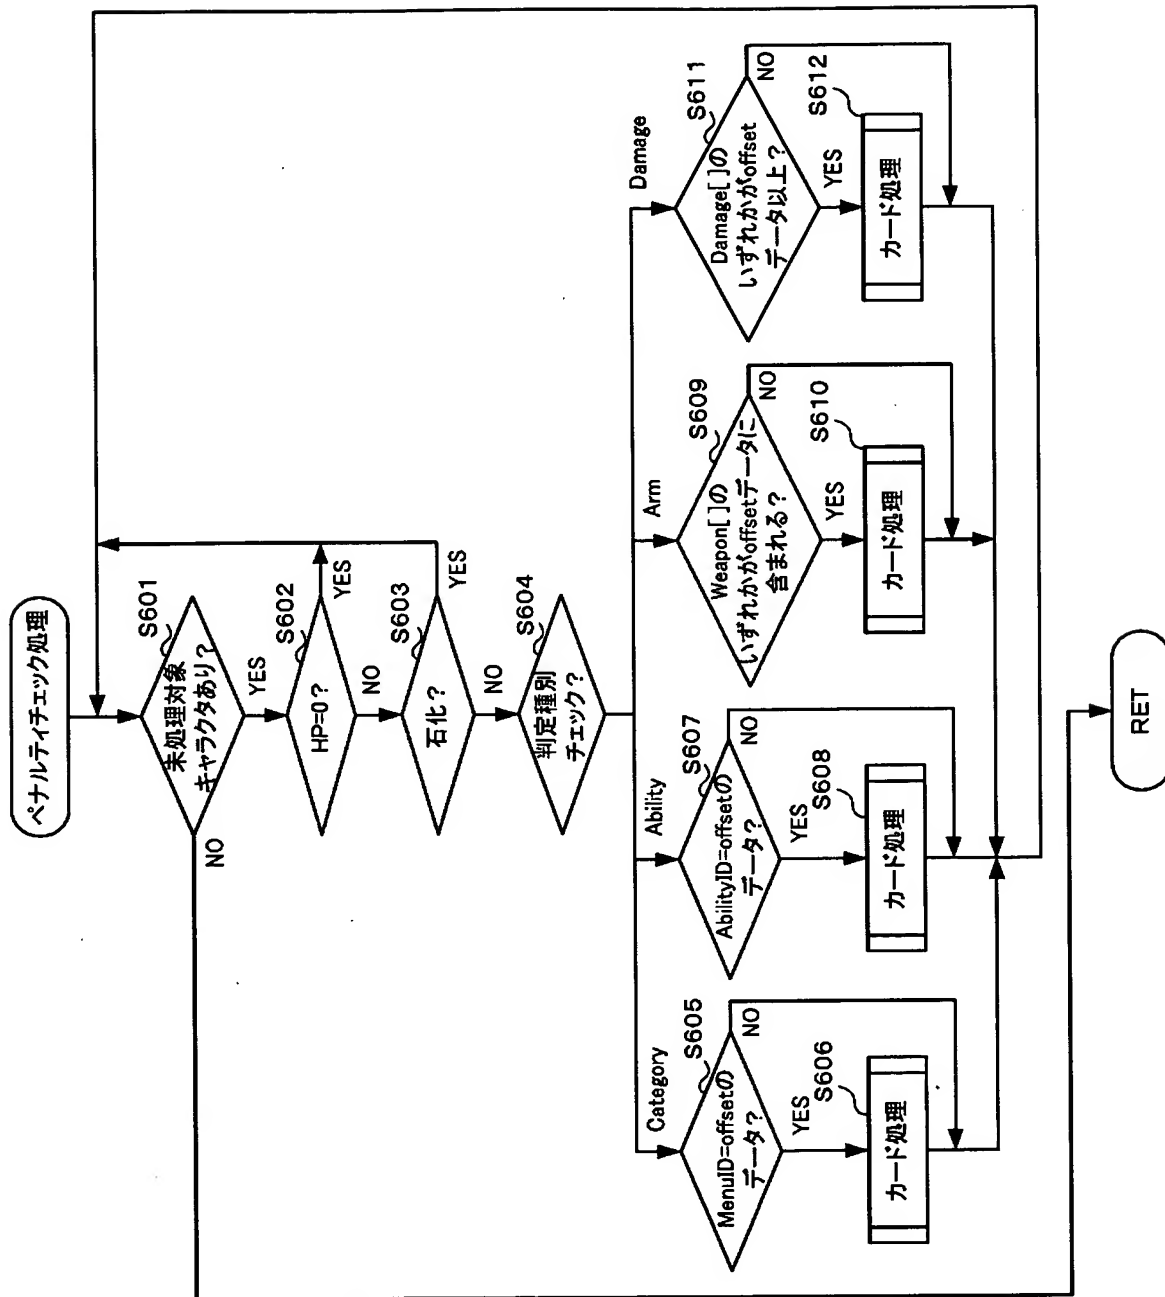 ペナルティチェック処理
S601
未処理対象
キャラクタあり?
NO
YES
S602
HP=0?
YES
NO
S603
石化?
YES
NO
S604
判定種別
チェック?
Category
S605
MenuID=offsetの
データ?
NO
YES
S606
カード処理
Ability
S607
AbilityID=offsetの
データ?
NO
YES
S608
カード処理
Arm
S609
Weapon[]の
いずれかがoffsetデータに
含まれる?
NO
YES
S610
カード処理
Damage
S611
Damage[]の
いずれかがoffset
データ以上?
NO
YES
S612
カード処理
RET